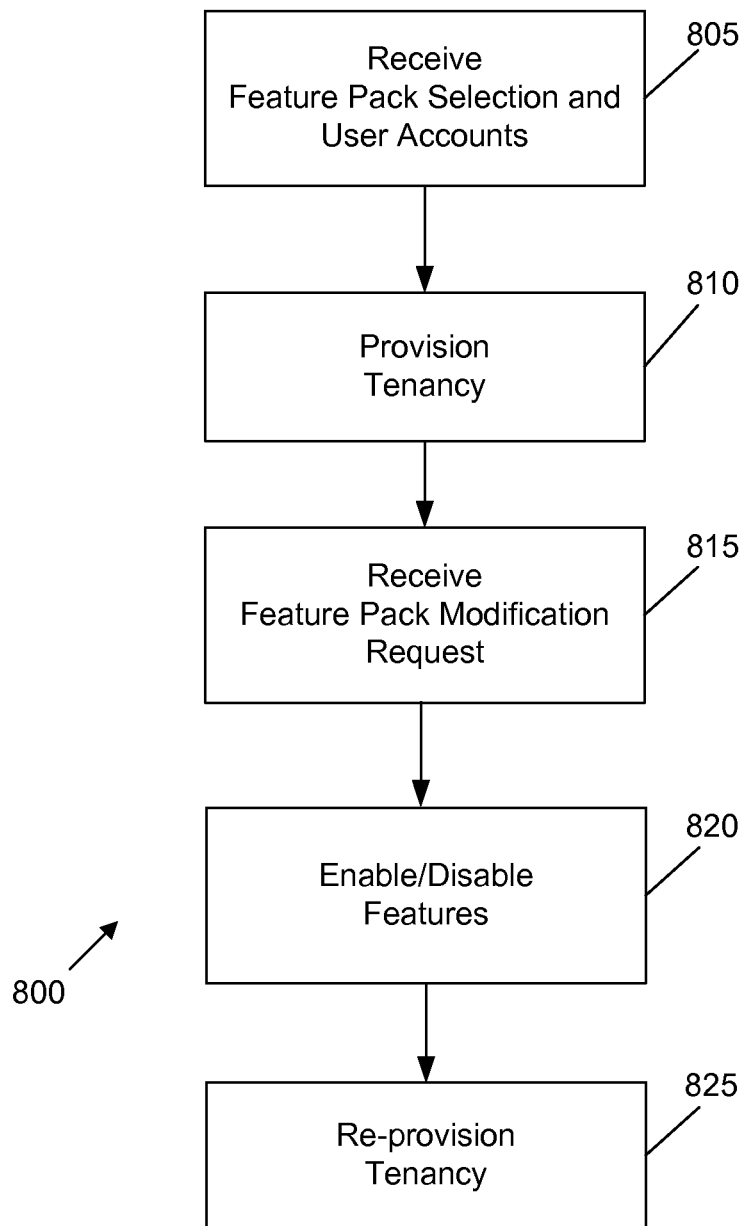 Receive
Feature Pack Selection and
User Accounts
805
Provision
Tenancy
810
Receive
Feature Pack Modification
Request
815
Enable/Disable
Features
820
800
Re-provision
Tenancy
825